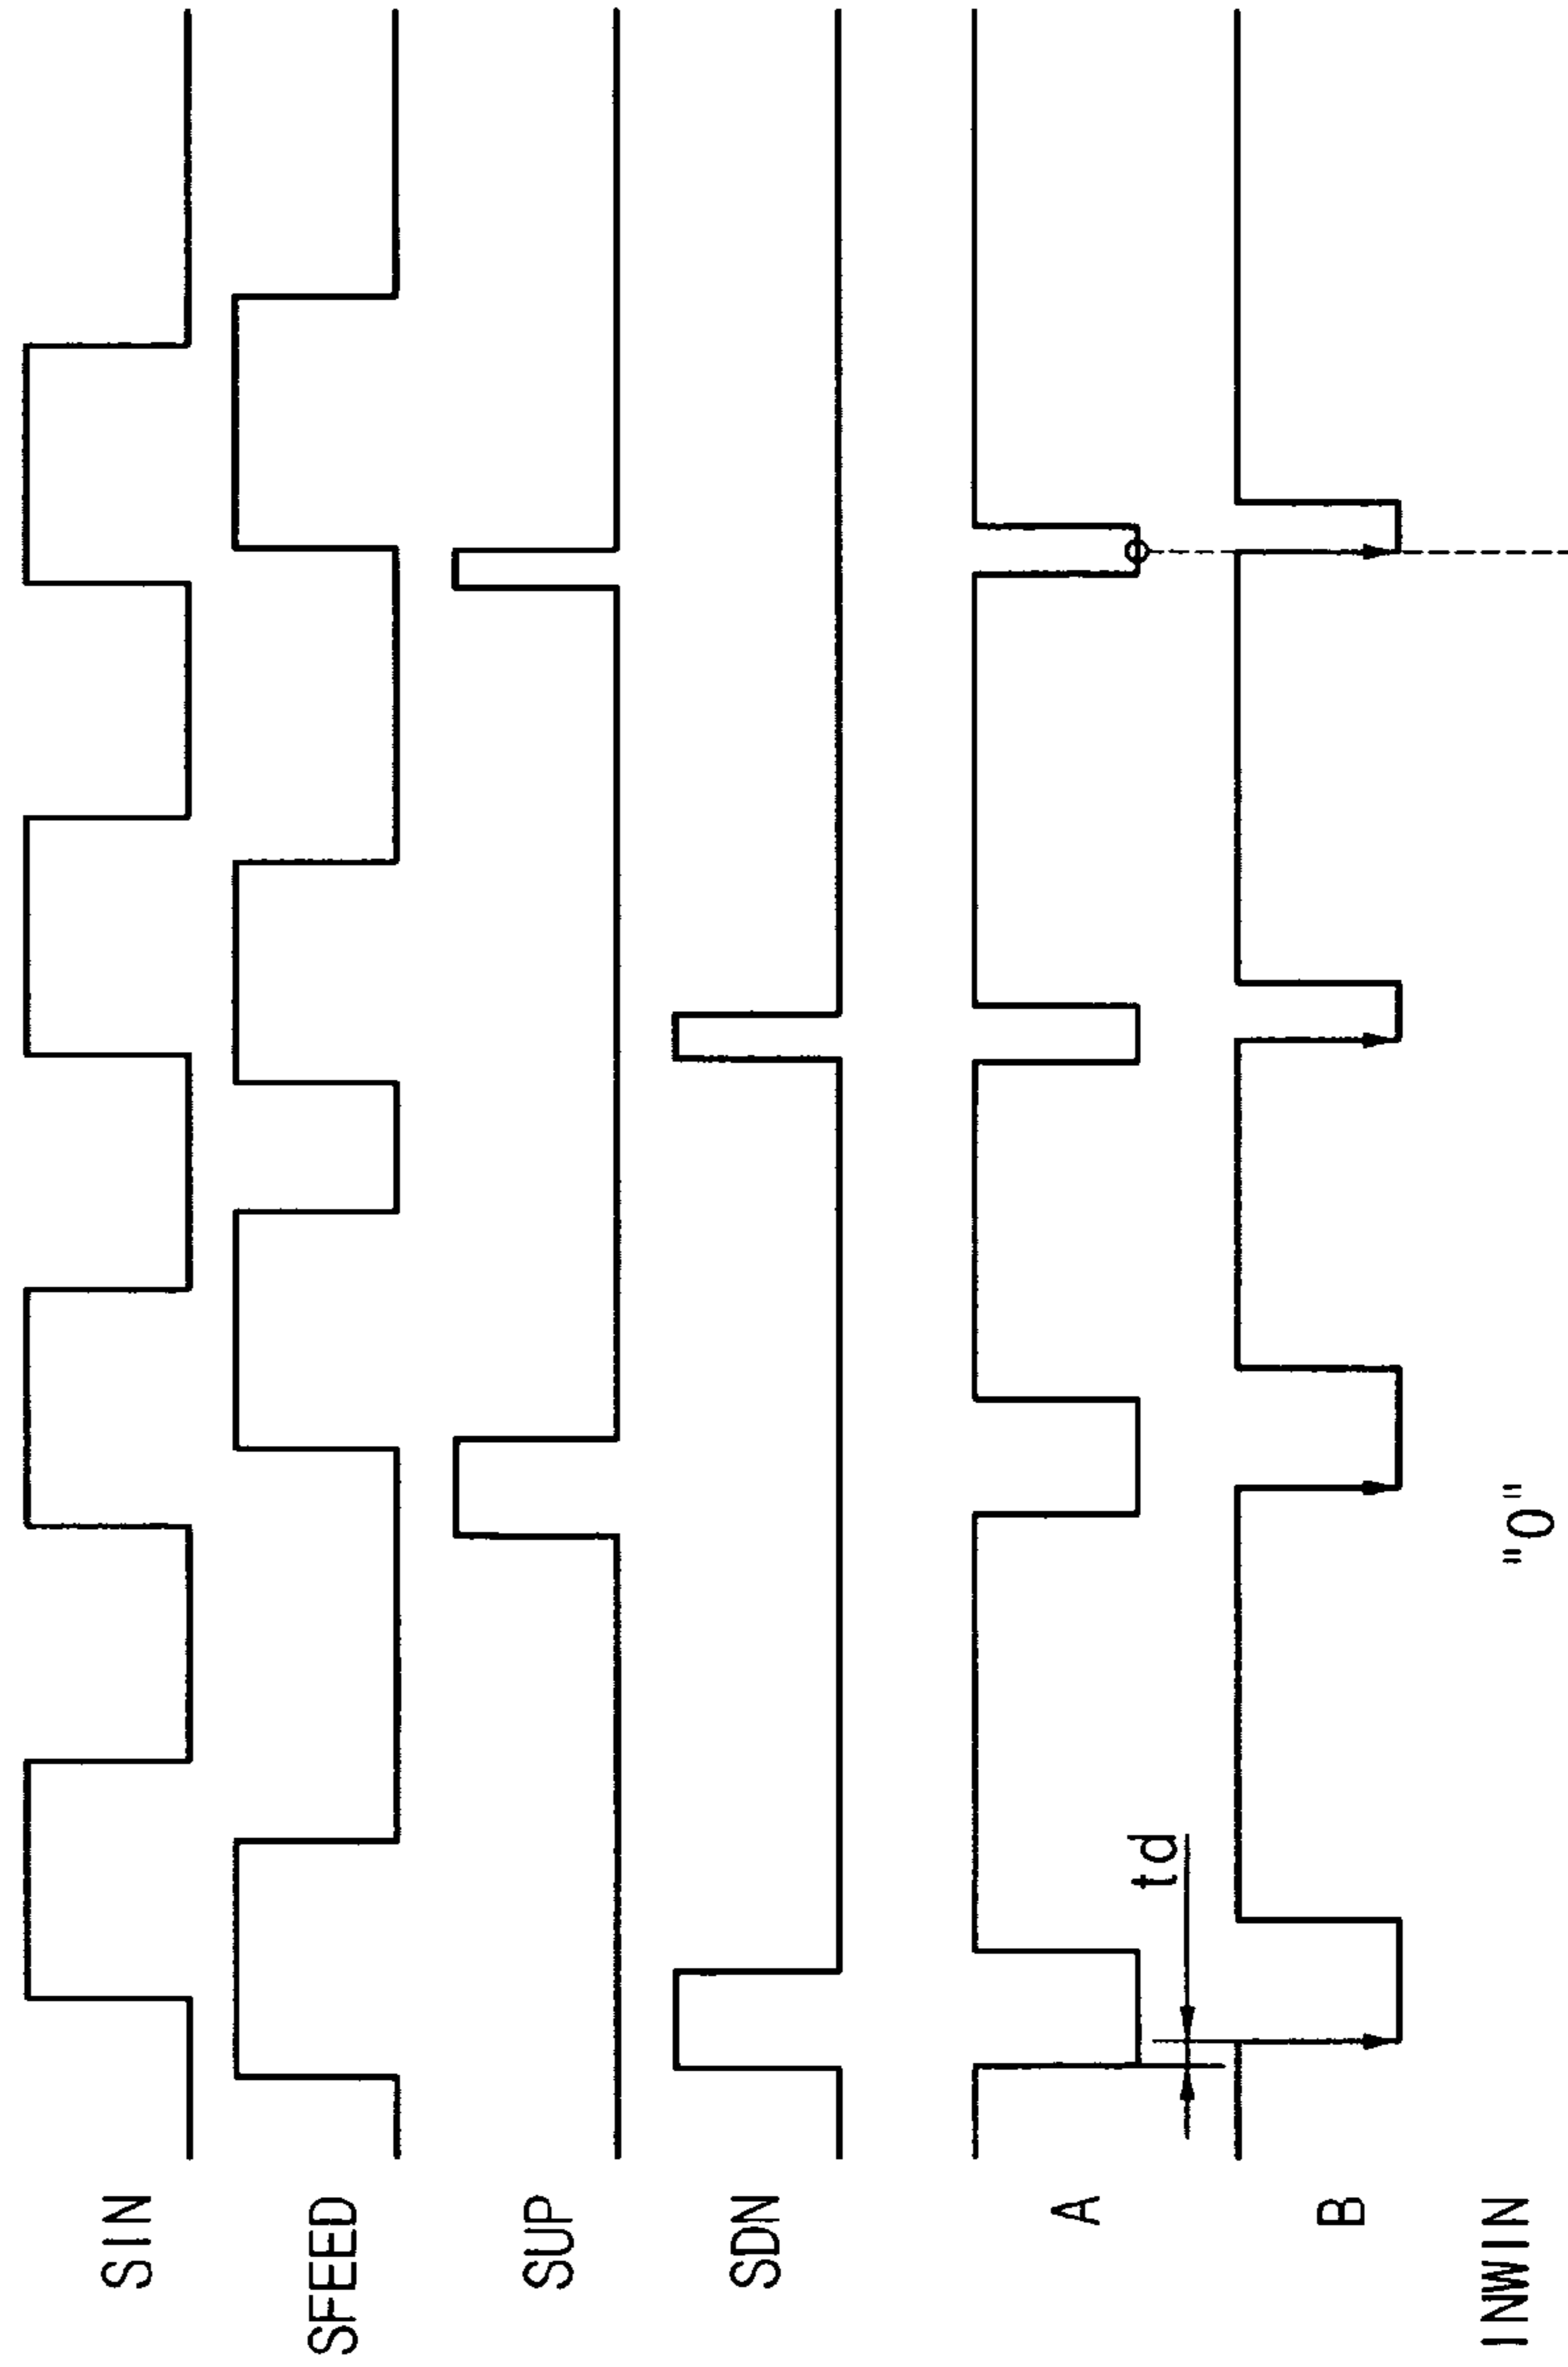 SIN
SFEED
SUP
SDN
A
td
B
INWIN "0"